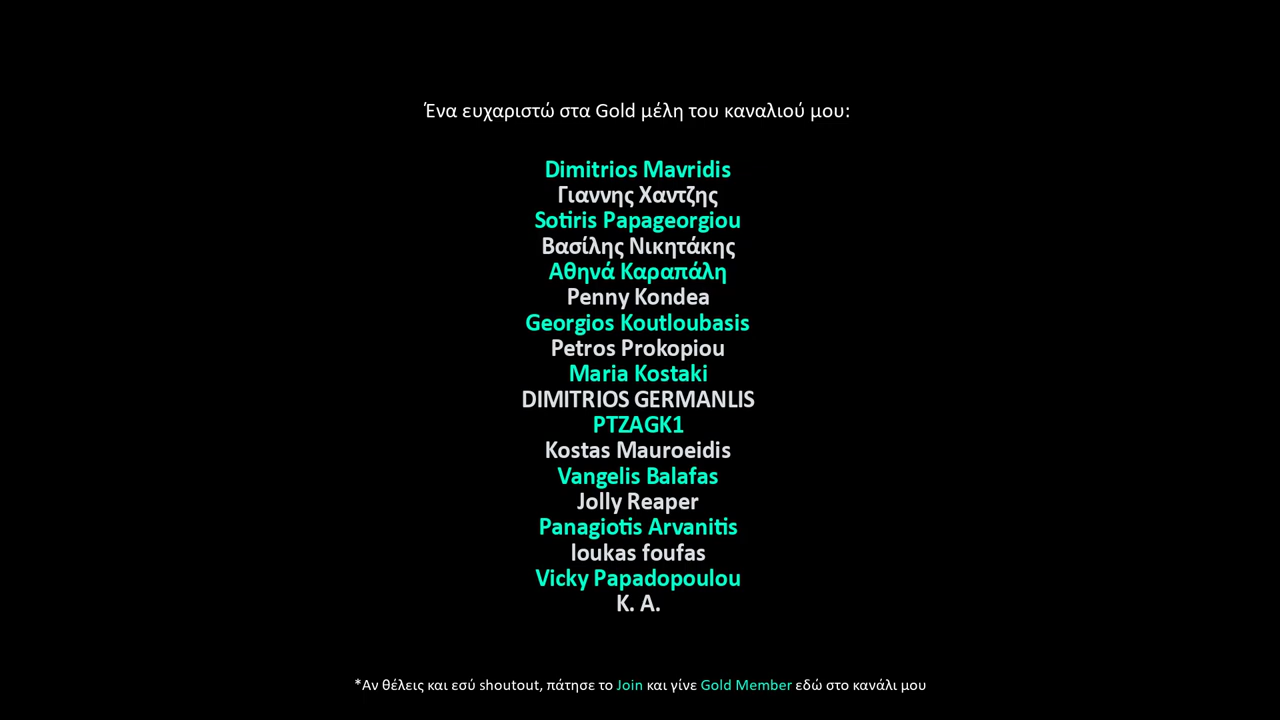 Ένα ευχαριστώ στα Gold μέλη του καναλιού μου:
Dimitrios Mavridis
Γιαννης Χαντζης
Sotiris Papageorgiou
Βασίλης Νικητάκης
Αθηνά Καραπάλη
Penny Kondea
Georgios Koutloubasis
Petros Prokopiou
Maria Kostaki
DIMITRIOS GERMANLIS
PTZAGK1
Kostas Mauroeidis
Vangelis Balafas
Jolly Reaper
Panagiotis Arvanitis
loukas foufas
Vicky Papadopoulou
K. A.
*Αν θέλεις και εσύ shoutout, πάτησε το Join και γίνε Gold Member εδώ στο κανάλι μου